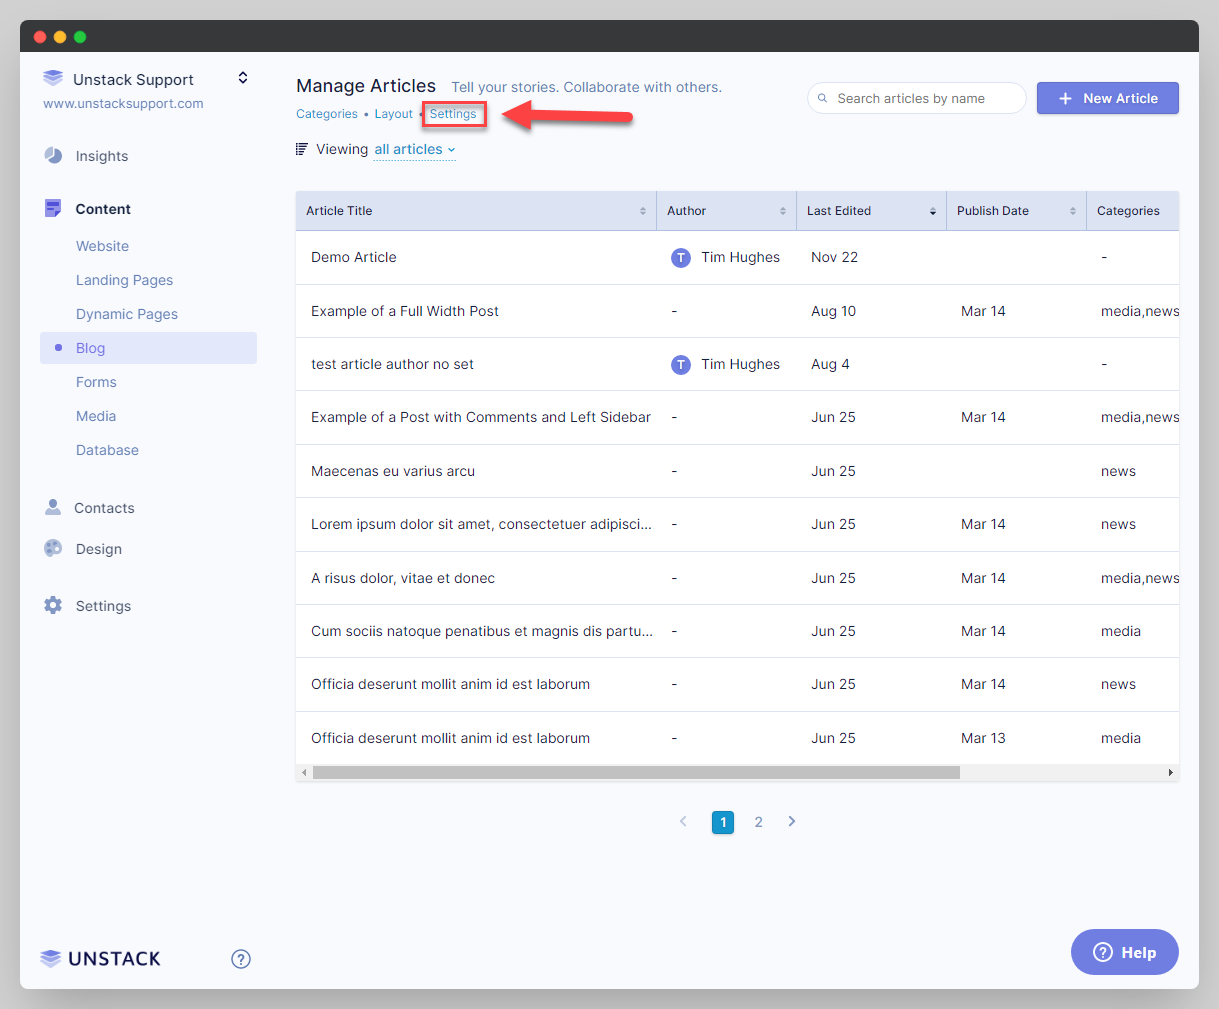 Unstack Support
www.unstacksupport.com
Insights
Content
Website
Landing Pages
Dynamic Pages
Blog
Forms
Media
Database
Contacts
Design
Settings
UNSTACK
?
Manage Articles Tell your stories. Collaborate with others.
Categories • Layout • Settings
Search articles by name
+ New Article
Viewing all articles
Article Title Author Last Edited Publish Date Categories
Demo Article T Tim Hughes Nov 22 -
Example of a Full Width Post - Aug 10 Mar 14 media,news
test article author no set T Tim Hughes Aug 4 -
Example of a Post with Comments and Left Sidebar - Jun 25 Mar 14 media,news
Maecenas eu varius arcu - Jun 25 news
Lorem ipsum dolor sit amet, consectetuer adipisci... - Jun 25 Mar 14 news
A risus dolor, vitae et donec - Jun 25 Mar 14 media,news
Cum sociis natoque penatibus et magnis dis partu... - Jun 25 Mar 14 media
Officia deserunt mollit anim id est laborum - Jun 25 Mar 14 news
Officia deserunt mollit anim id est laborum - Jun 25 Mar 13 media
1 2
? Help